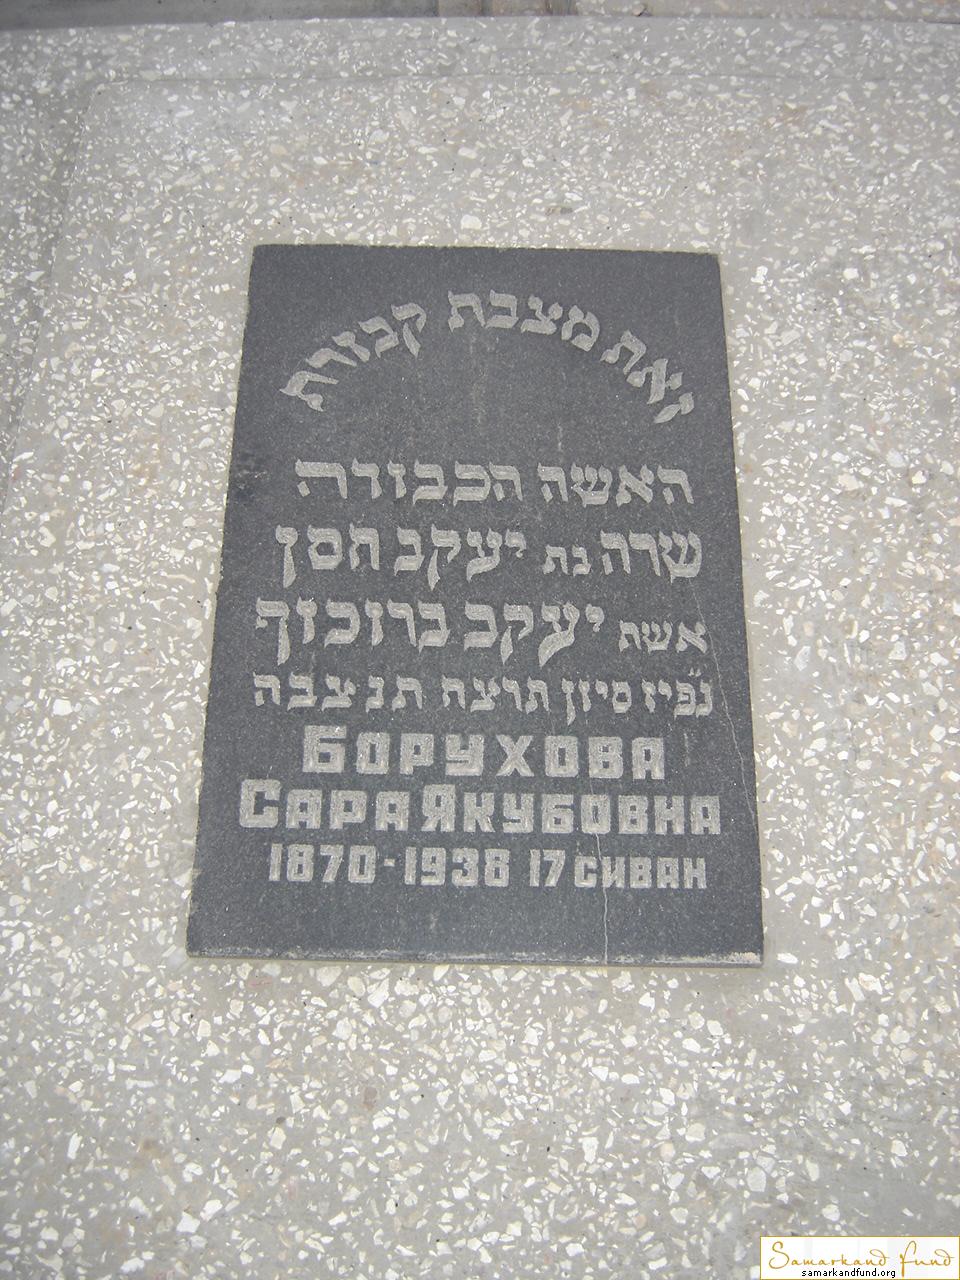 זאת מצבת קבורת
האשה הכבודה
שרה בת יעקב חסן
אשת יעקב ברוכוף
נ״פ יז סיון תרצח תנצבה
БОРУХОВА
САРА ЯКУБОВНА
1870-1938 17 СИВАН
Samarkand fund
samarkandfund.org